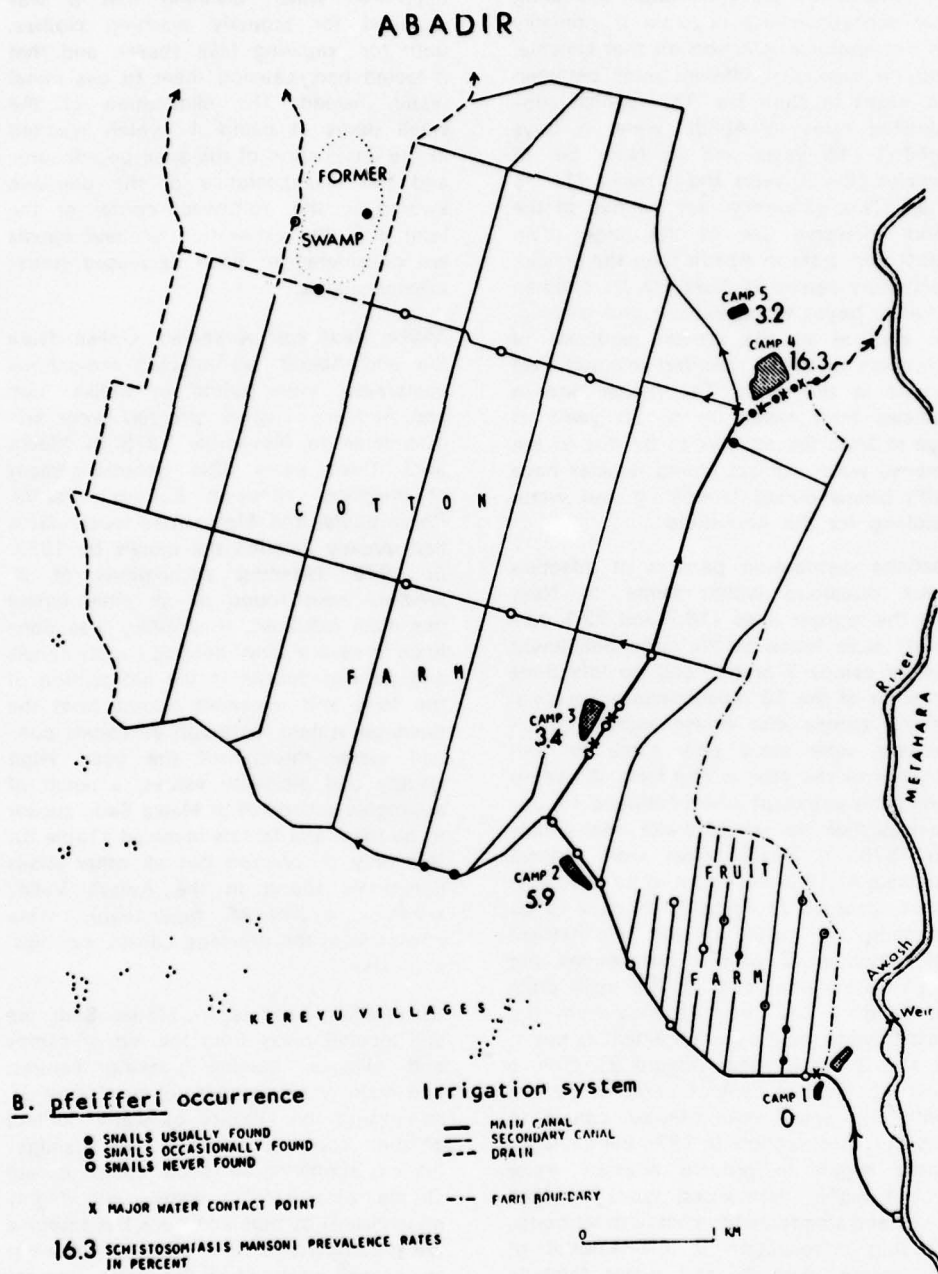 ABADIR
FORMER
SWAMP
CAMP 5
3.2
CAMP 4
16.3
COTTON
FARM
CAMP 3
3.4
CAMP 2
5.9
FRUIT
FARM
METAHARA
River
Awash
Weir
KEREYU VILLAGES
CAMP 1
0
B. pfeifferi occurrence
SNAILS USUALLY FOUND
SNAILS OCCASIONALLY FOUND
SNAILS NEVER FOUND
X MAJOR WATER CONTACT POINT
16.3 SCHISTOSOMIASIS MANSONI PREVALENCE RATES
IN PERCENT
Irrigation system
MAIN CANAL
SECONDARY CANAL
DRAIN
FARM BOUNDARY
0 KM